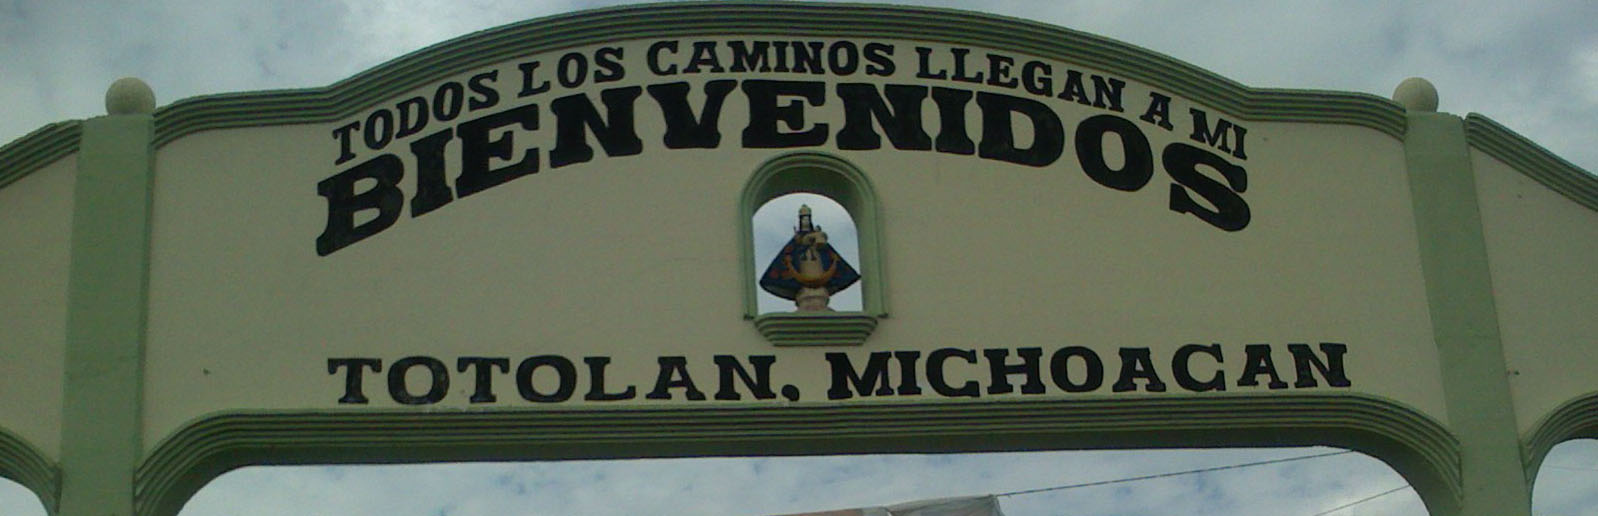 TODOS LOS CAMINOS LLEGAN A MI
BIENVENIDOS
TOTOLAN, MICHOACAN